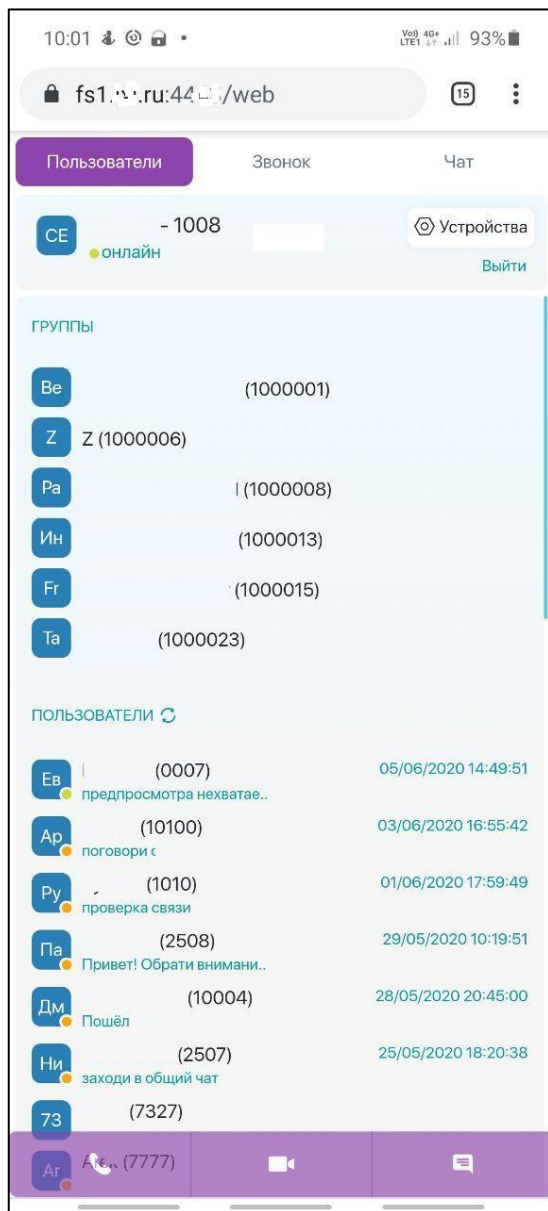 10:01 93%
Vo)) 4G+
LTE1
/web 15
Пользователи Звонок Чат
CE - 1008 Устройства
онлайн Выйти
ГРУППЫ
Be (1000001)
Z Z (1000006)
Pa (1000008)
Ин (1000013)
Fr (1000015)
Ta (1000023)
ПОЛЬЗОВАТЕЛИ
Ев (0007) 05/06/2020 14:49:51
предпросмотра нехватае..
Ар (10100) 03/06/2020 16:55:42
поговори с
Ру (1010) 01/06/2020 17:59:49
проверка связи
Па (2508) 29/05/2020 10:19:51
Привет! Обрати внимани..
Дм (10004) 28/05/2020 20:45:00
Пошёл
Ни (2507) 25/05/2020 18:20:38
заходи в общий чат
73 (7327)
Ar (7777)